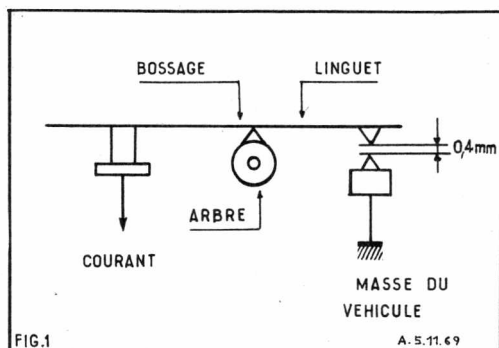 BOSSAGE
LINGUET
0,4mm
ARBRE
COURANT
MASSE DU
VEHICULE
FIG.1
A.5.11.69